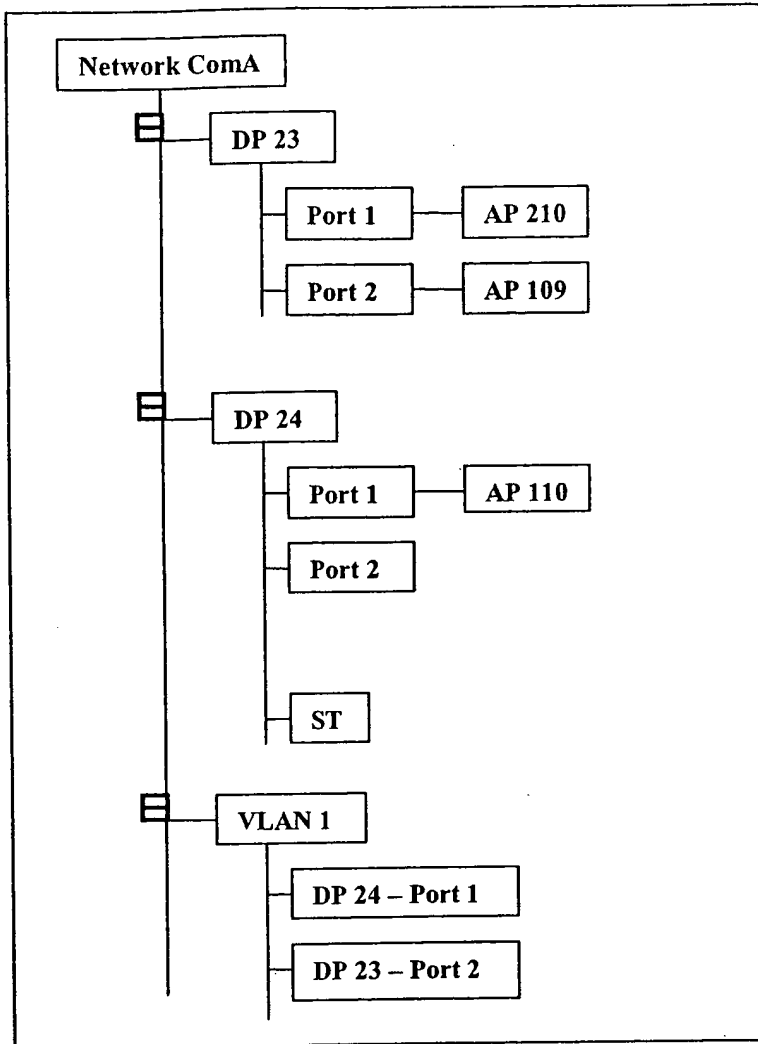 Network ComA
DP 23
Port 1 AP 210
Port 2 AP 109
DP 24
Port 1 AP 110
Port 2
ST
VLAN 1
DP 24 – Port 1
DP 23 – Port 2